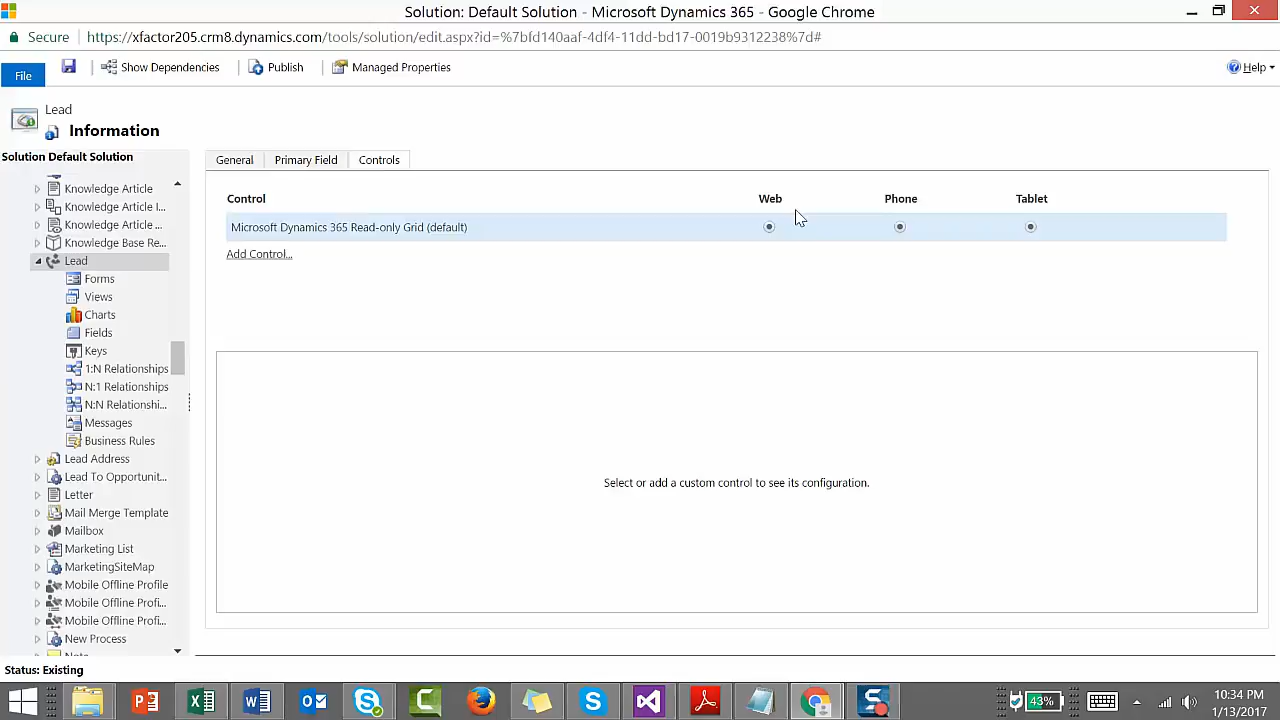 Solution: Default Solution - Microsoft Dynamics 365 - Google Chrome
Secure https://xfactor205.crm8.dynamics.com/tools/solution/edit.aspx?id=%7bfd140aaf-4df4-11dd-bd17-0019b9312238%7d#
File Show Dependencies Publish Managed Properties Help
Lead
Information
Solution Default Solution
General Primary Field Controls
Knowledge Article
Knowledge Article I...
Knowledge Article ...
Knowledge Base Re...
Lead
Forms
Views
Charts
Fields
Keys
1:N Relationships
N:1 Relationships
N:N Relationshi...
Messages
Business Rules
Lead Address
Lead To Opportunit...
Letter
Mail Merge Template
Mailbox
Marketing List
MarketingSiteMap
Mobile Offline Profile
Mobile Offline Profi...
Mobile Offline Profi...
New Process
Control Web Phone Tablet
Microsoft Dynamics 365 Read-only Grid (default)
Add Control...
Select or add a custom control to see its configuration.
Status: Existing
43%
10:34 PM
1/13/2017